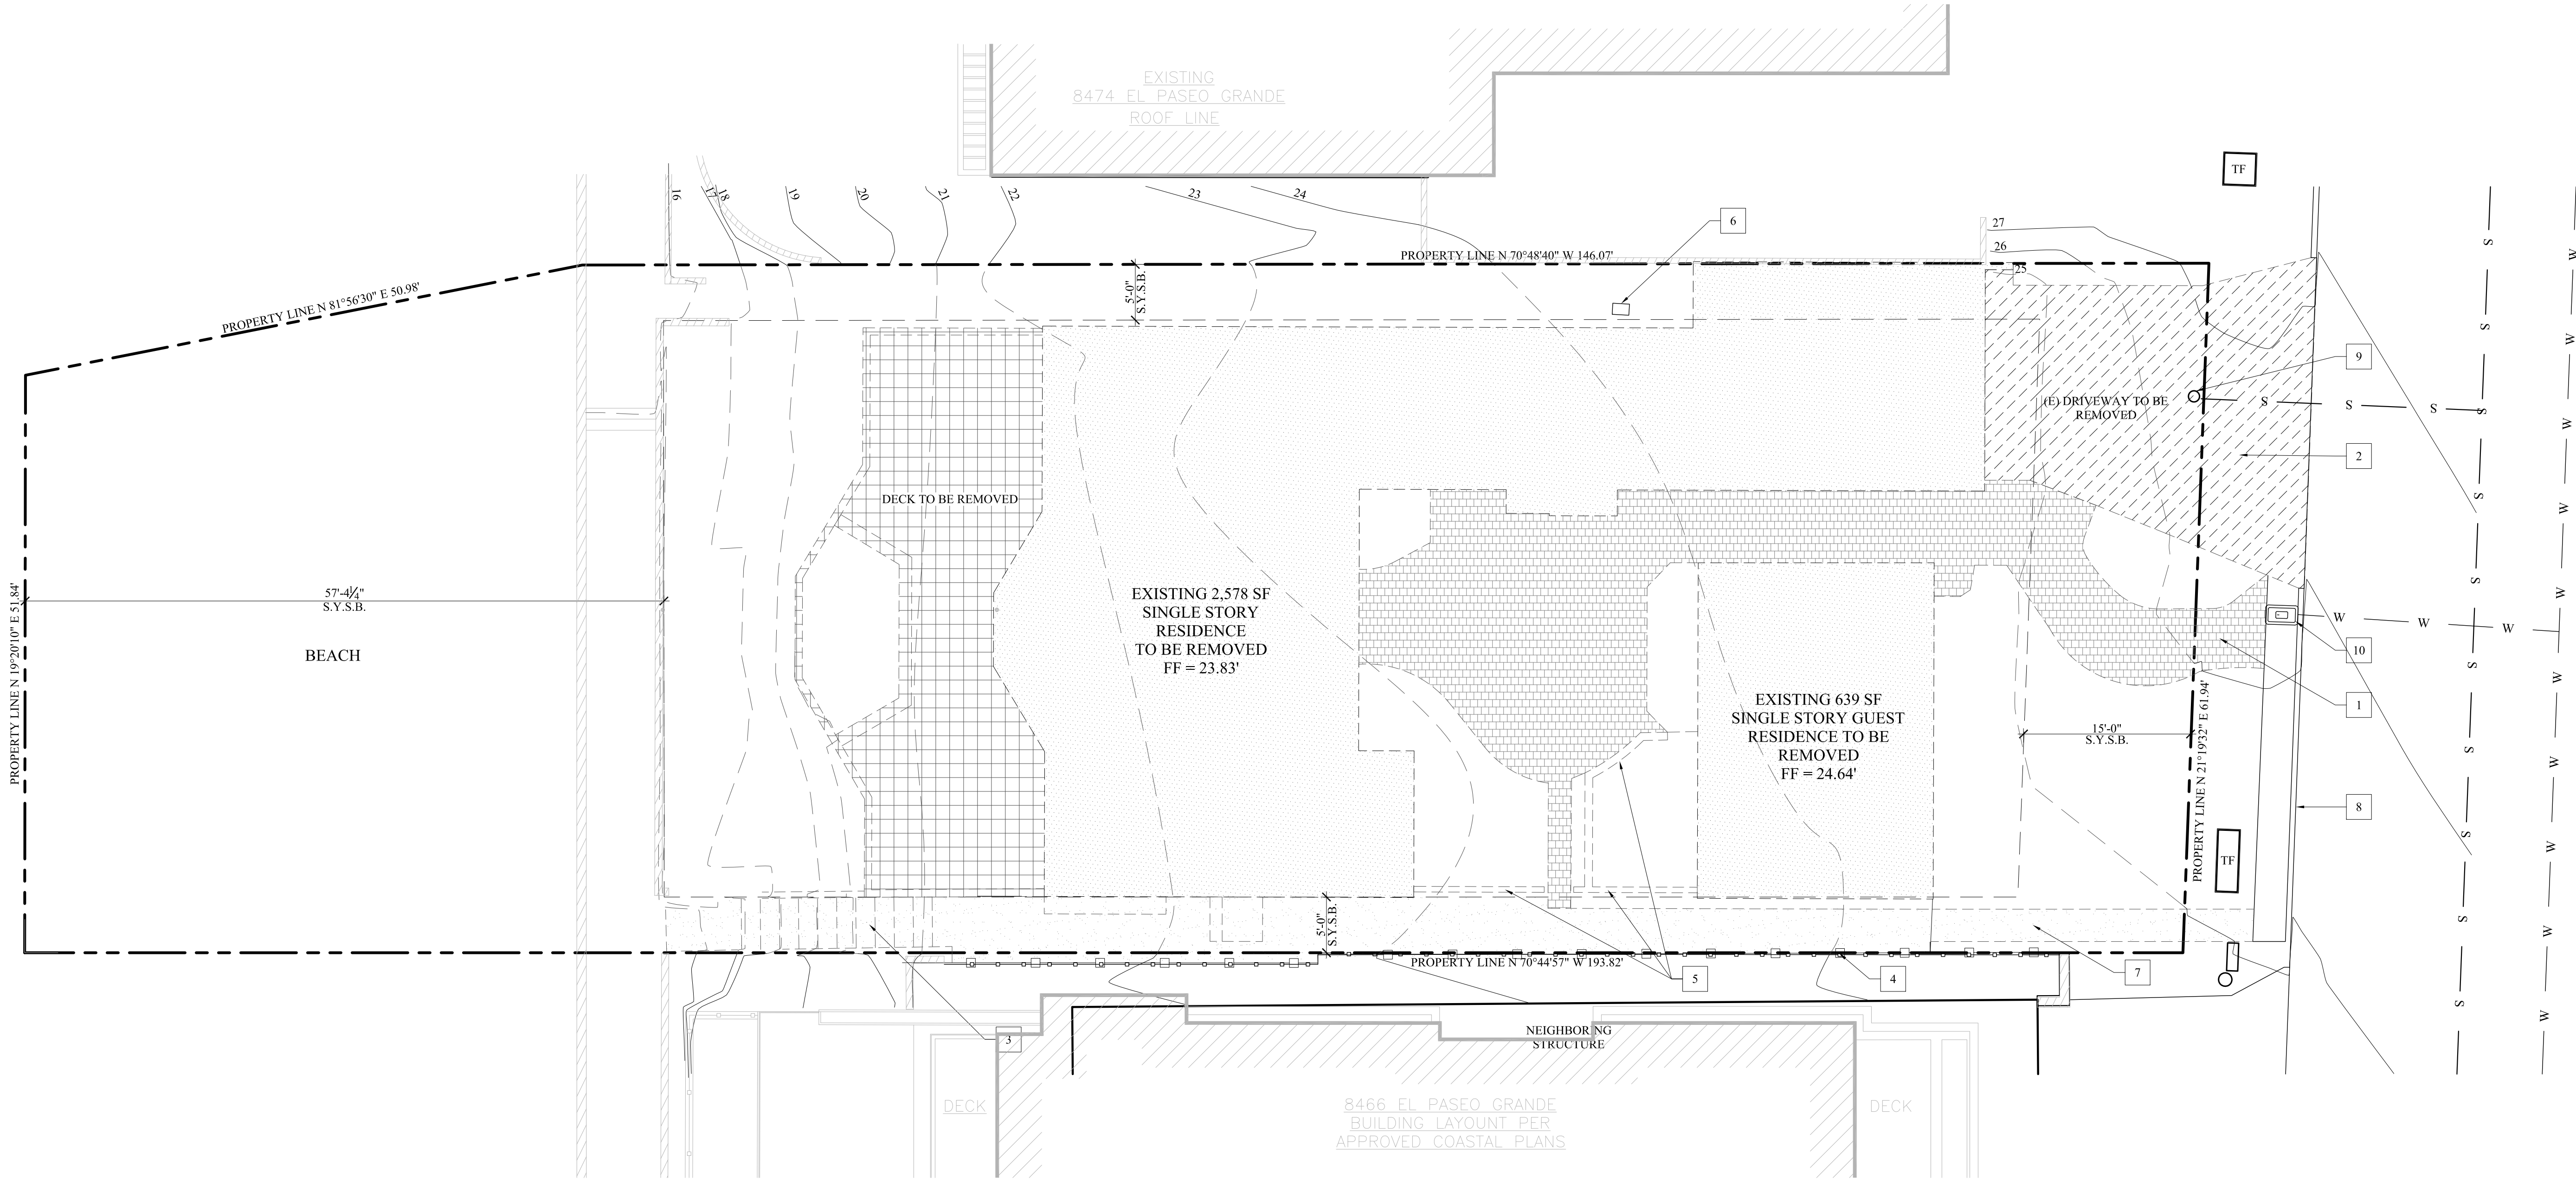 EXISTING
8474 EL PASEO GRANDE
ROOF LINE
TF
16
17
18
19
20
21
22
23
24
6
27
26
25
PROPERTY LINE N 70°48'40" W 146.07'
PROPERTY LINE N 81°56'30" E 50.98'
5'-0"
S.Y.S.B.
9
(E) DRIVEWAY TO BE
REMOVED
2
DECK TO BE REMOVED
57'-4¼"
S.Y.S.B.
BEACH
PROPERTY LINE N 19°20'10" E 51.84'
EXISTING 2,578 SF
SINGLE STORY
RESIDENCE
TO BE REMOVED
FF = 23.83'
EXISTING 639 SF
SINGLE STORY GUEST
RESIDENCE TO BE
REMOVED
FF = 24.64'
10
1
15'-0"
S.Y.S.B.
PROPERTY LINE N 21°19'32" E 61.94'
8
TF
5'-0"
S.Y.S.B.
PROPERTY LINE N 70°44'57" W 193.82'
5
4
7
3
NEIGHBORING
STRUCTURE
DECK
8466 EL PASEO GRANDE
BUILDING LAYOUNT PER
APPROVED COASTAL PLANS
DECK
S S S S
S S S S S S S S S S
W W W
W W W W W W W W W W